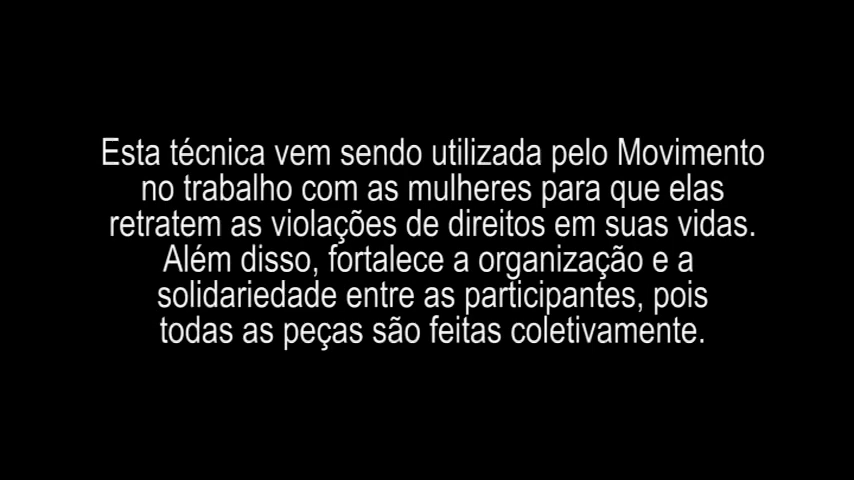 Esta técnica vem sendo utilizada pelo Movimento
no trabalho com as mulheres para que elas
retratem as violações de direitos em suas vidas.
Além disso, fortalece a organização e a
solidariedade entre as participantes, pois
todas as peças são feitas coletivamente.